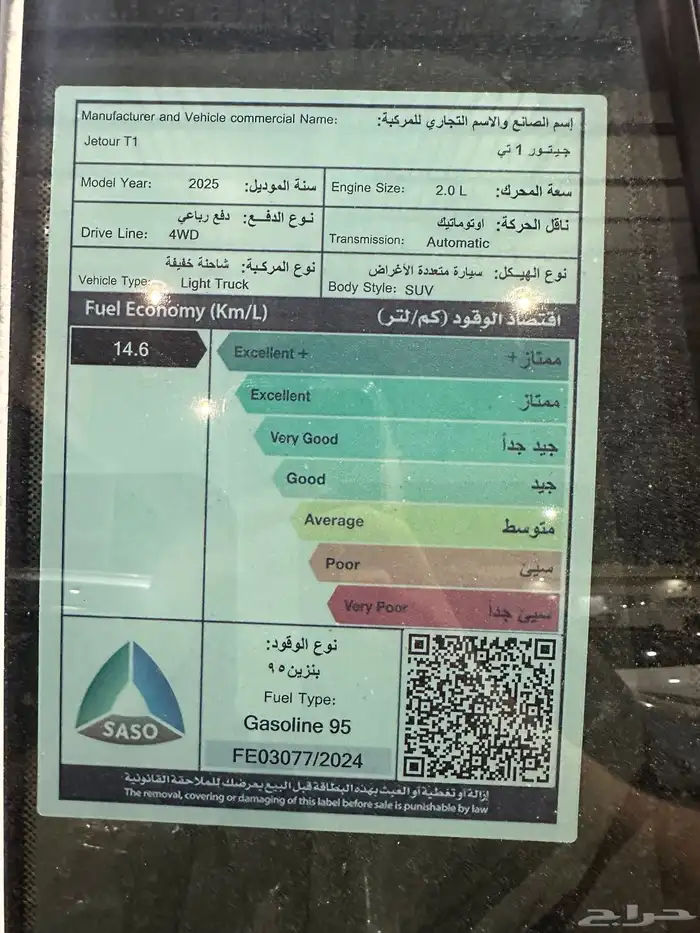 Manufacturer and Vehicle commercial Name: إسم الصانع والاسم التجاري للمركبة:
Jetour T1 جيتور 1 تي
Model Year: 2025 سنة الموديل:
Engine Size: 2.0 L سعة المحرك:
نوع الدفع: دفع رباعي
Drive Line: 4WD
ناقل الحركة: اوتوماتيك
Transmission: Automatic
نوع المركبة: شاحنة خفيفة
Vehicle Type: Light Truck
نوع الهيكل: سيارة متعددة الأغراض
Body Style: SUV
Fuel Economy (Km/L) اقتصاد الوقود (كم/لتر)
14.6
Excellent + ممتاز +
Excellent ممتاز
Very Good جيد جداً
Good جيد
Average متوسط
Poor سيئ
Very Poor سيئ جداً
SASO
نوع الوقود:
بنزين ٩٥
Fuel Type:
Gasoline 95
FE03077/2024
إزالة أو تغطية أو العبث بهذه البطاقة قبل البيع يعرضك للملاحقة القانونية
The removal, covering or damaging of this label before sale is punishable by law
حراج